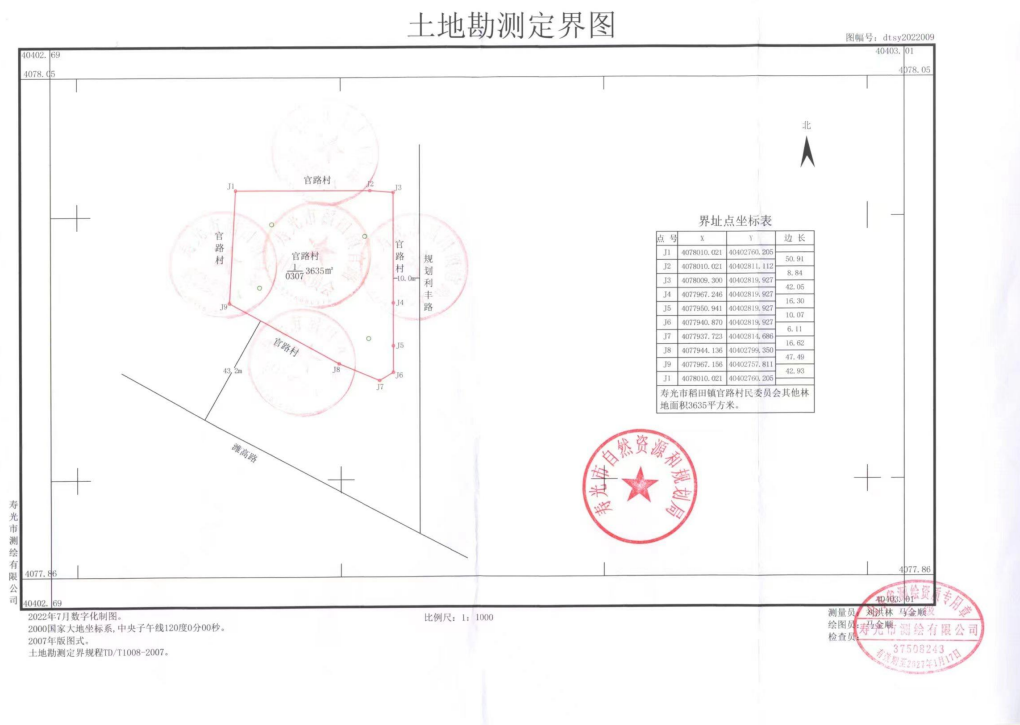 土地勘测定界图
图幅号：dtsy2022009
40402.69
40403.01
4078.05
4078.05
北
J1
官路村
J2
J3
官路村
官路村
1
0307
3635㎡
官路村
规划利丰路
10.0m
J4
J9
官路村
J5
J8
J6
J7
43.2m
潍高路
界址点坐标表
点 号 X Y 边 长
J1 4078010.021 40402760.205
50.91
J2 4078010.021 40402811.112
8.84
J3 4078009.300 40402819.927
42.05
J4 4077967.246 40402819.927
16.30
J5 4077950.941 40402819.927
10.07
J6 4077940.870 40402819.927
6.11
J7 4077937.723 40402814.686
16.62
J8 4077944.136 40402799.350
47.49
J9 4077967.156 40402757.811
42.93
J1 4078010.021 40402760.205
寿光市稻田镇官路村民委员会其他林
地面积3635平方米。
寿光市自然资源和规划局
寿光市测绘有限公司
4077.86
4077.86
40402.69
40403.01
2022年7月数字化制图。
2000国家大地坐标系,中央子午线120度0分00秒。
2007年版图式。
土地勘测定界规程TD/T1008-2007。
比例尺：1：1000
测量员：刘洪林 马金顺
绘图员：马金顺
检查员：
寿光市测绘有限公司
37508243